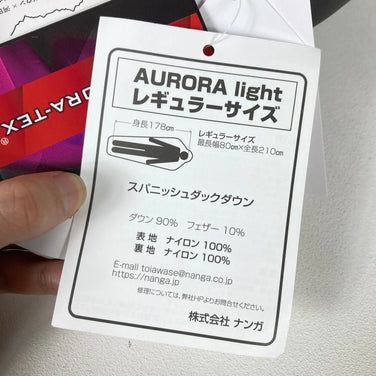 AURORA light
レギュラーサイズ
身長178cm
レギュラーサイズ
最長幅80cm×全長210cm
スパニッシュダックダウン
ダウン 90%　フェザー 10%
表地　ナイロン 100%
裏地　ナイロン 100%
E-mail toiawase@nanga.co.jp
https://nanga.jp
修理については、弊社HPよりお問合せください。
株式会社 ナンガ
RA-TEX®